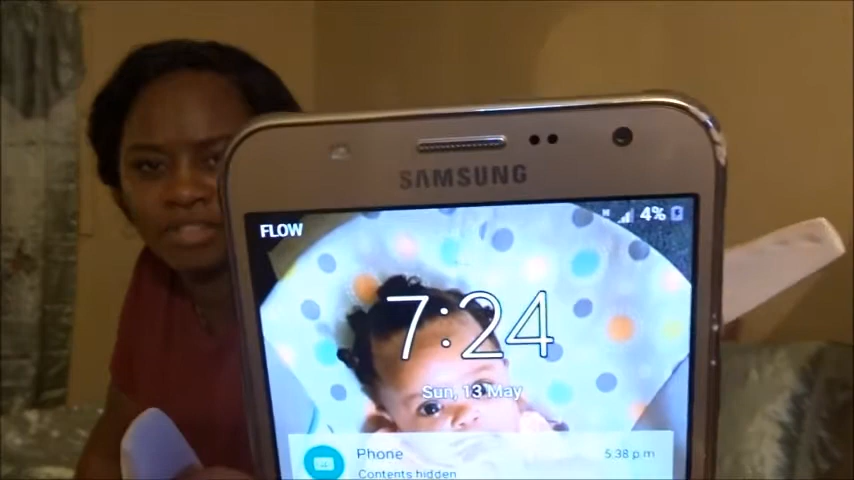 SAMSUNG
FLOW 4%
7:24
Sun, 13 May
Phone 5:38 p.m.
Contents hidden